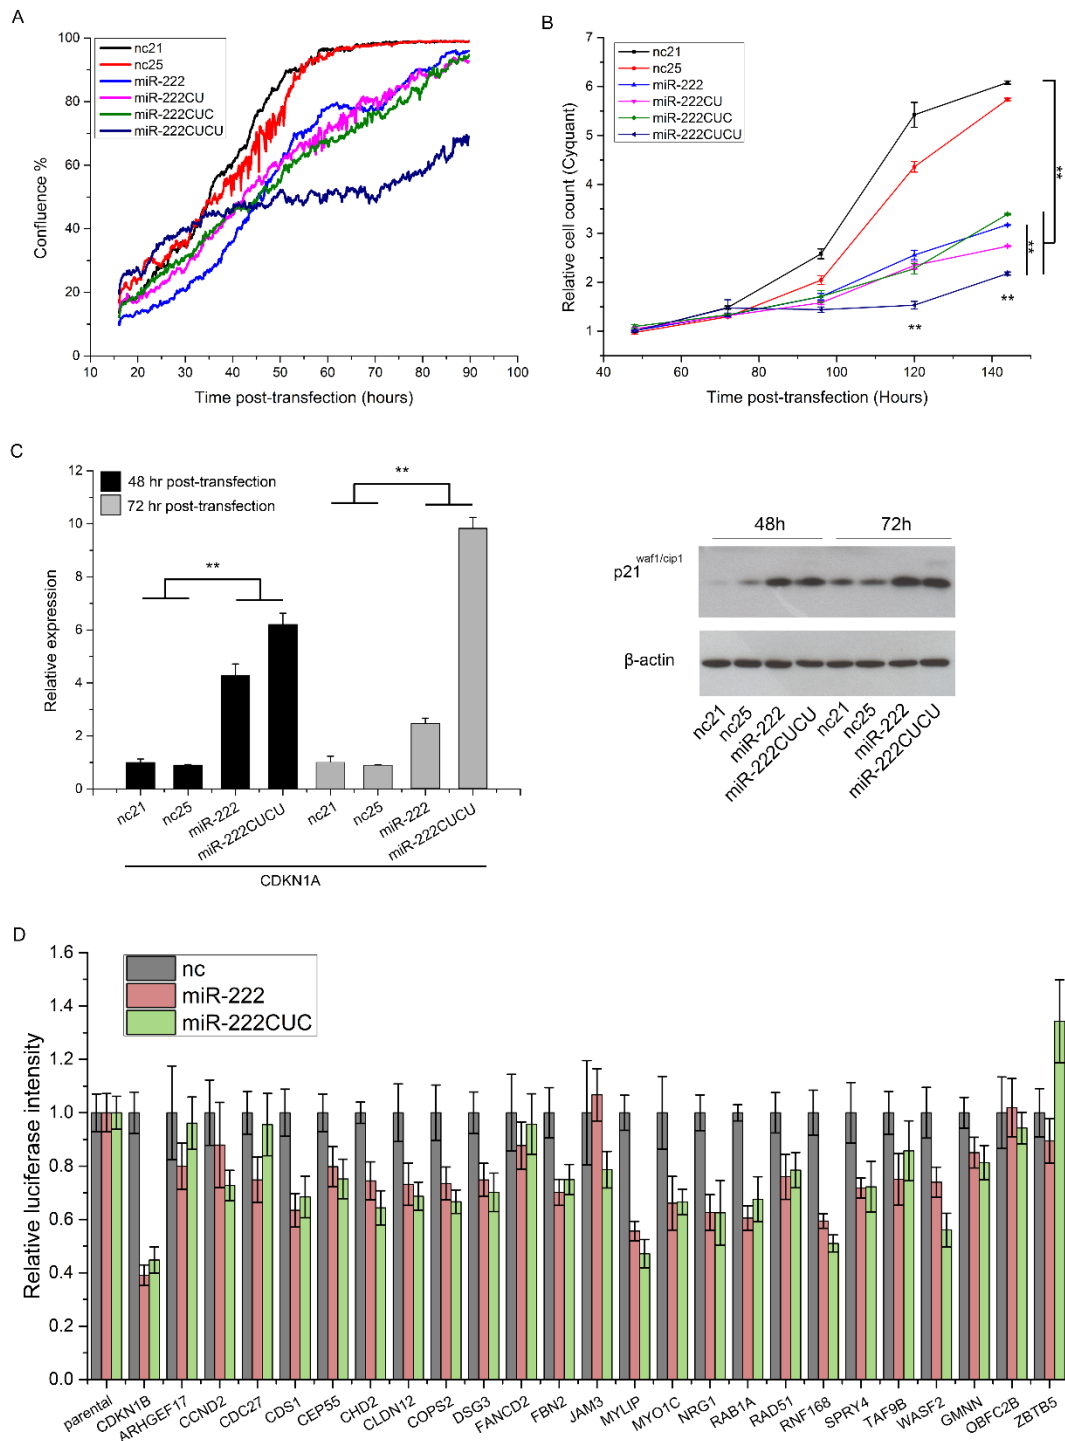 A
Confluence %
100
80
60
40
20
0
10 20 30 40 50 60 70 80 90 100
Time post-transfection (hours)
nc21
nc25
miR-222
miR-222CU
miR-222CUC
miR-222CUCU
B
Relative cell count (Cyquant)
7
6
5
4
3
2
1
40 60 80 100 120 140
Time post-transfection (Hours)
nc21
nc25
miR-222
miR-222CU
miR-222CUC
miR-222CUCU
**
**
**
**
C
Relative expression
12
10
8
6
4
2
0
48 hr post-transfection
72 hr post-transfection
**
**
nc21 nc25 miR-222 miR-222CUCU nc21 nc25 miR-222 miR-222CUCU
CDKN1A
48h 72h
p21 waf1/cip1
β-actin
nc21 nc25 miR-222 miR-222CUCU nc21 nc25 miR-222 miR-222CUCU
D
Relative luciferase intensity
1.6
1.4
1.2
1.0
0.8
0.6
0.4
0.2
0.0
nc
miR-222
miR-222CUC
parental CDKN1B ARHGEF17 CCND2 CDC27 CDS1 CEP55 CHD2 CLDN12 COPS2 DSG3 FANCD2 FBN2 JAM3 MYLIP MYO1C NRG1 RAB1A RAD51 RNF168 SPRY4 TAF9B WASF2 GMNN OBFC2B ZBTB5